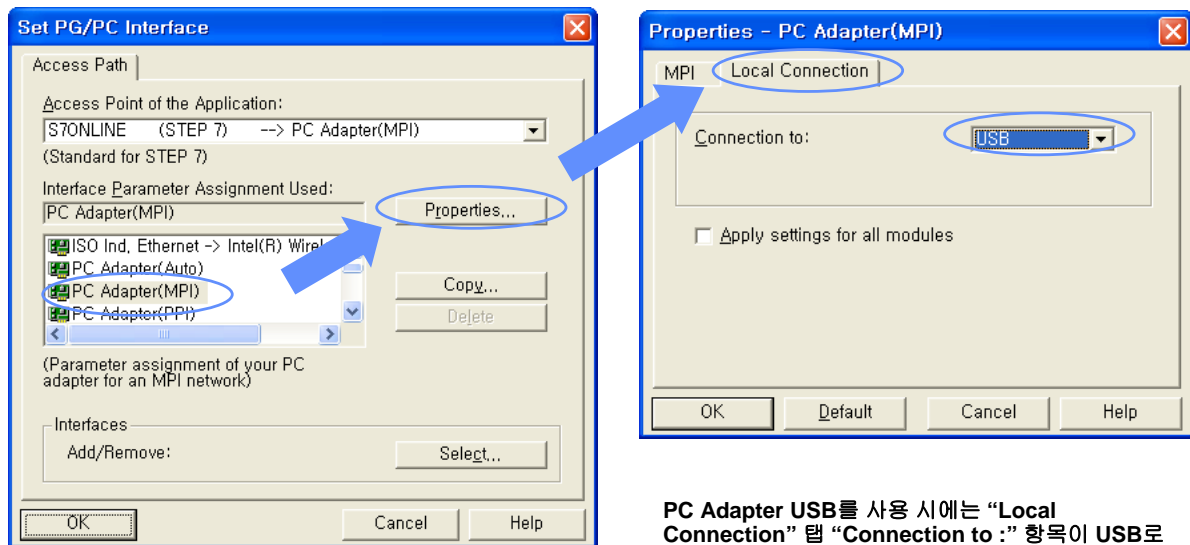 Set PG/PC Interface
Access Path
Access Point of the Application:
S7ONLINE (STEP 7) --> PC Adapter(MPI)
(Standard for STEP 7)
Interface Parameter Assignment Used:
PC Adapter(MPI)
Properties...
ISO Ind, Ethernet -> Intel(R) Wirel
PC Adapter(Auto)
PC Adapter(MPI)
PC Adapter(PPI)
Copy...
Delete
(Parameter assignment of your PC
adapter for an MPI network)
Interfaces
Add/Remove:
Select...
OK
Cancel
Help
Properties - PC Adapter(MPI)
MPI
Local Connection
Connection to:
USB
Apply settings for all modules
OK
Default
Cancel
Help
PC Adapter USB를 사용 시에는 “Local
Connection” 탭 “Connection to :” 항목이 USB로